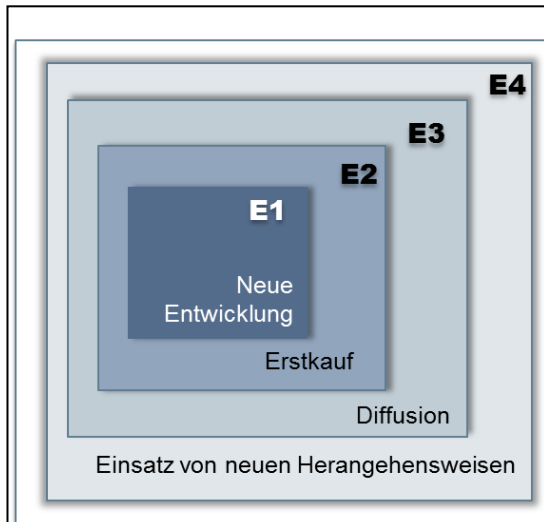 E4
E3
E2
E1
Neue
Entwicklung
Erstkauf
Diffusion
Einsatz von neuen Herangehensweisen